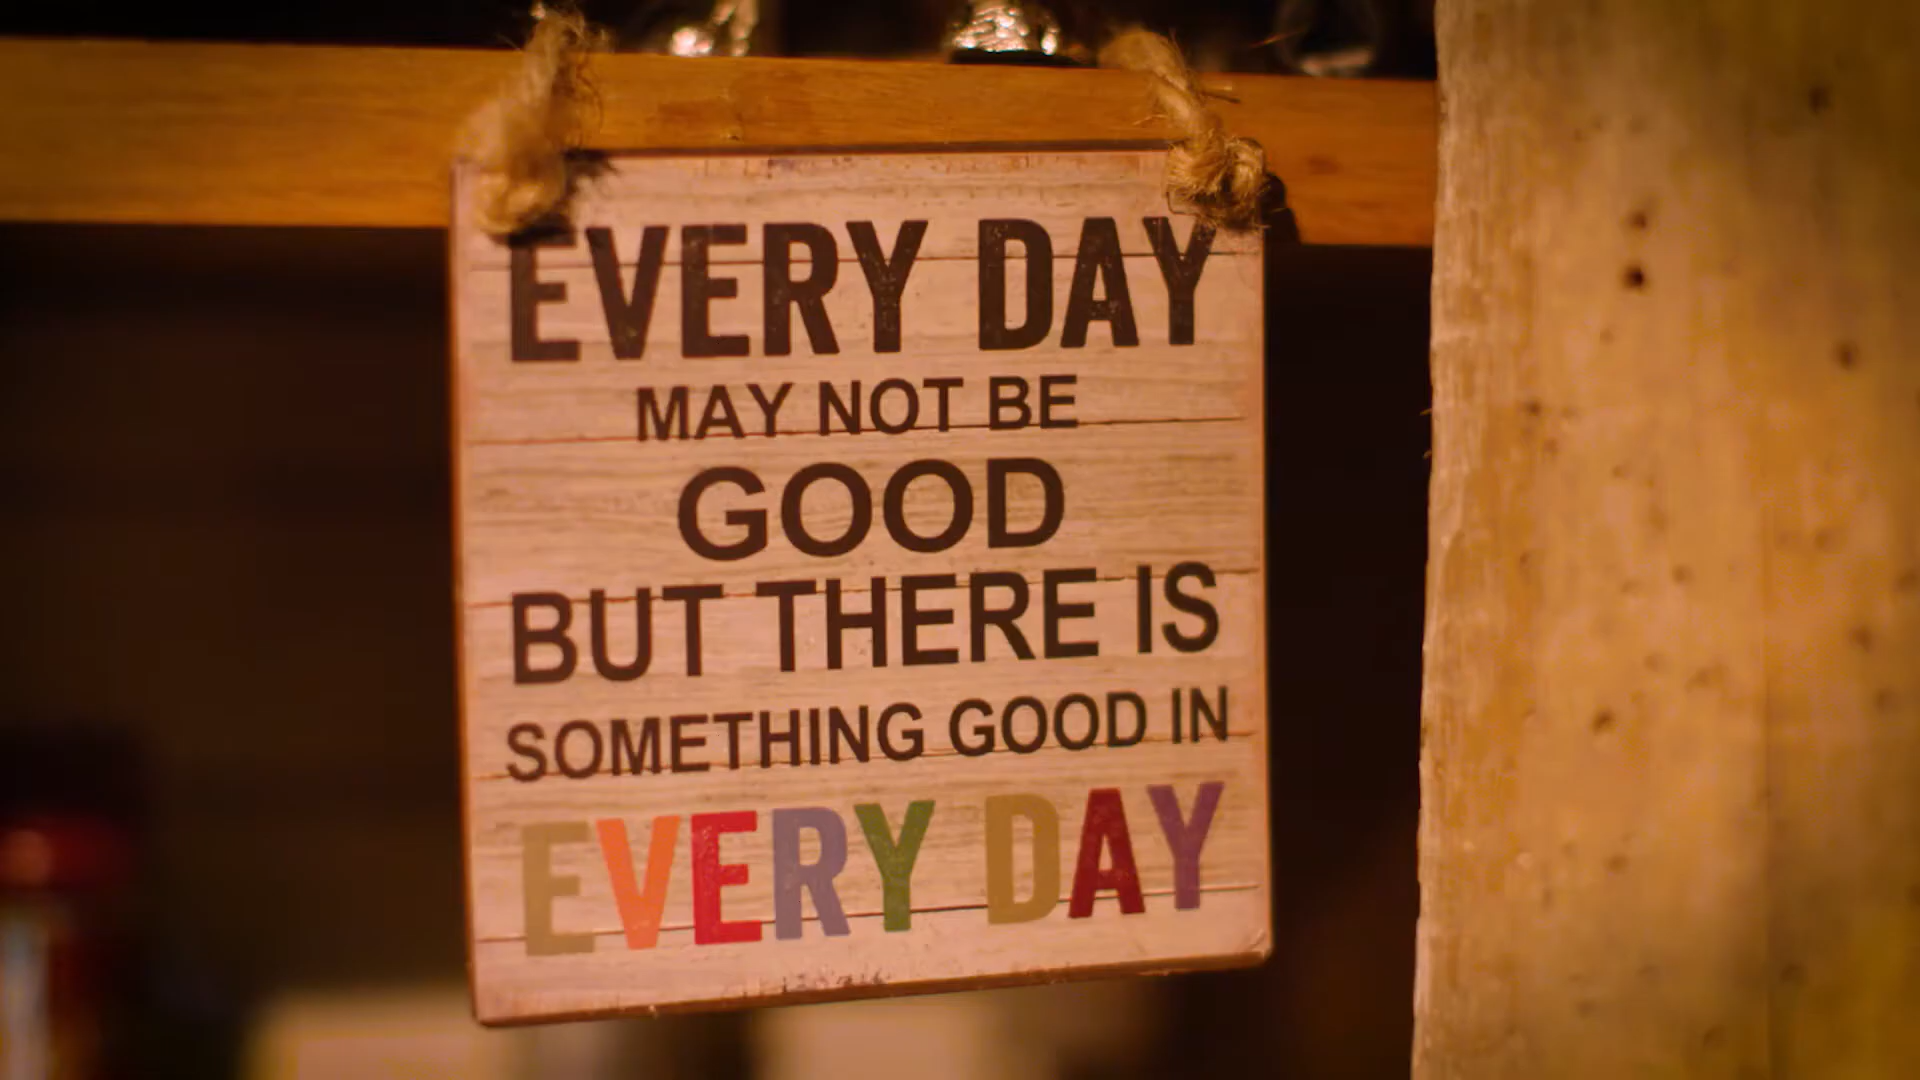 EVERY DAY
MAY NOT BE
GOOD
BUT THERE IS
SOMETHING GOOD IN
EVERY DAY